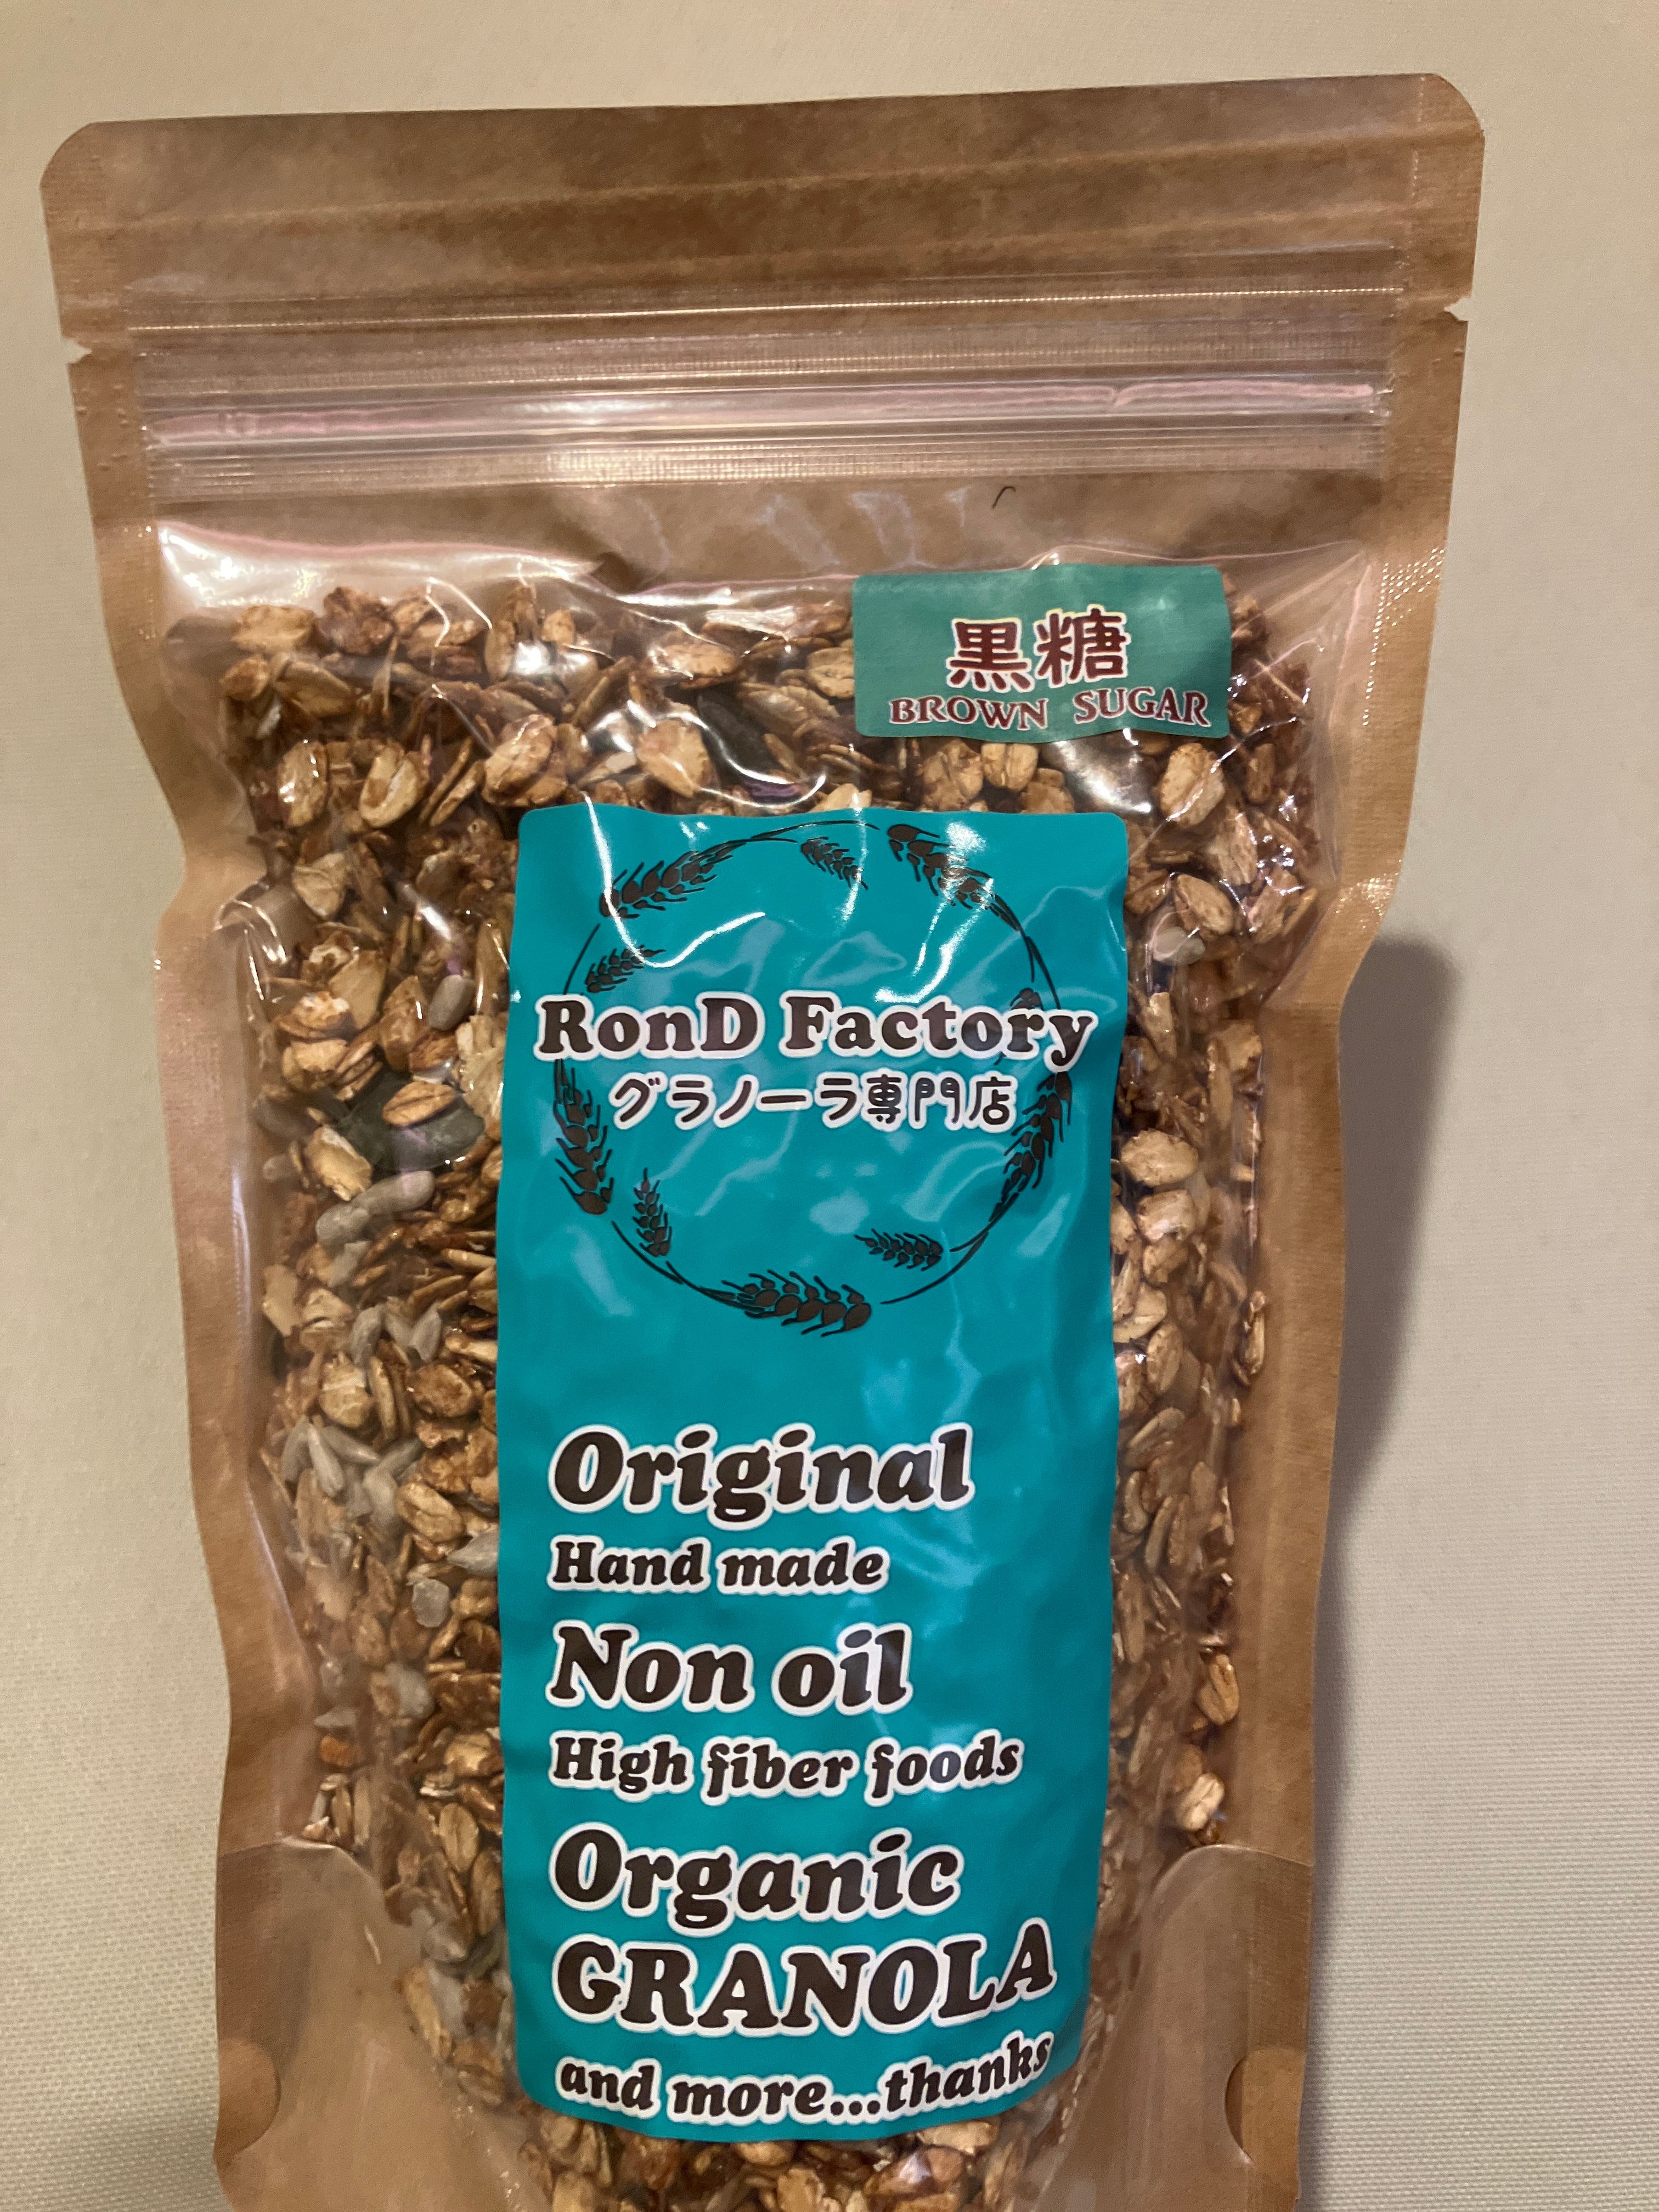 黒糖
BROWN SUGAR
RonD Factory
グラノーラ専門店
Original
Hand made
Non oil
High fiber foods
Organic
GRANOLA
and more...thanks